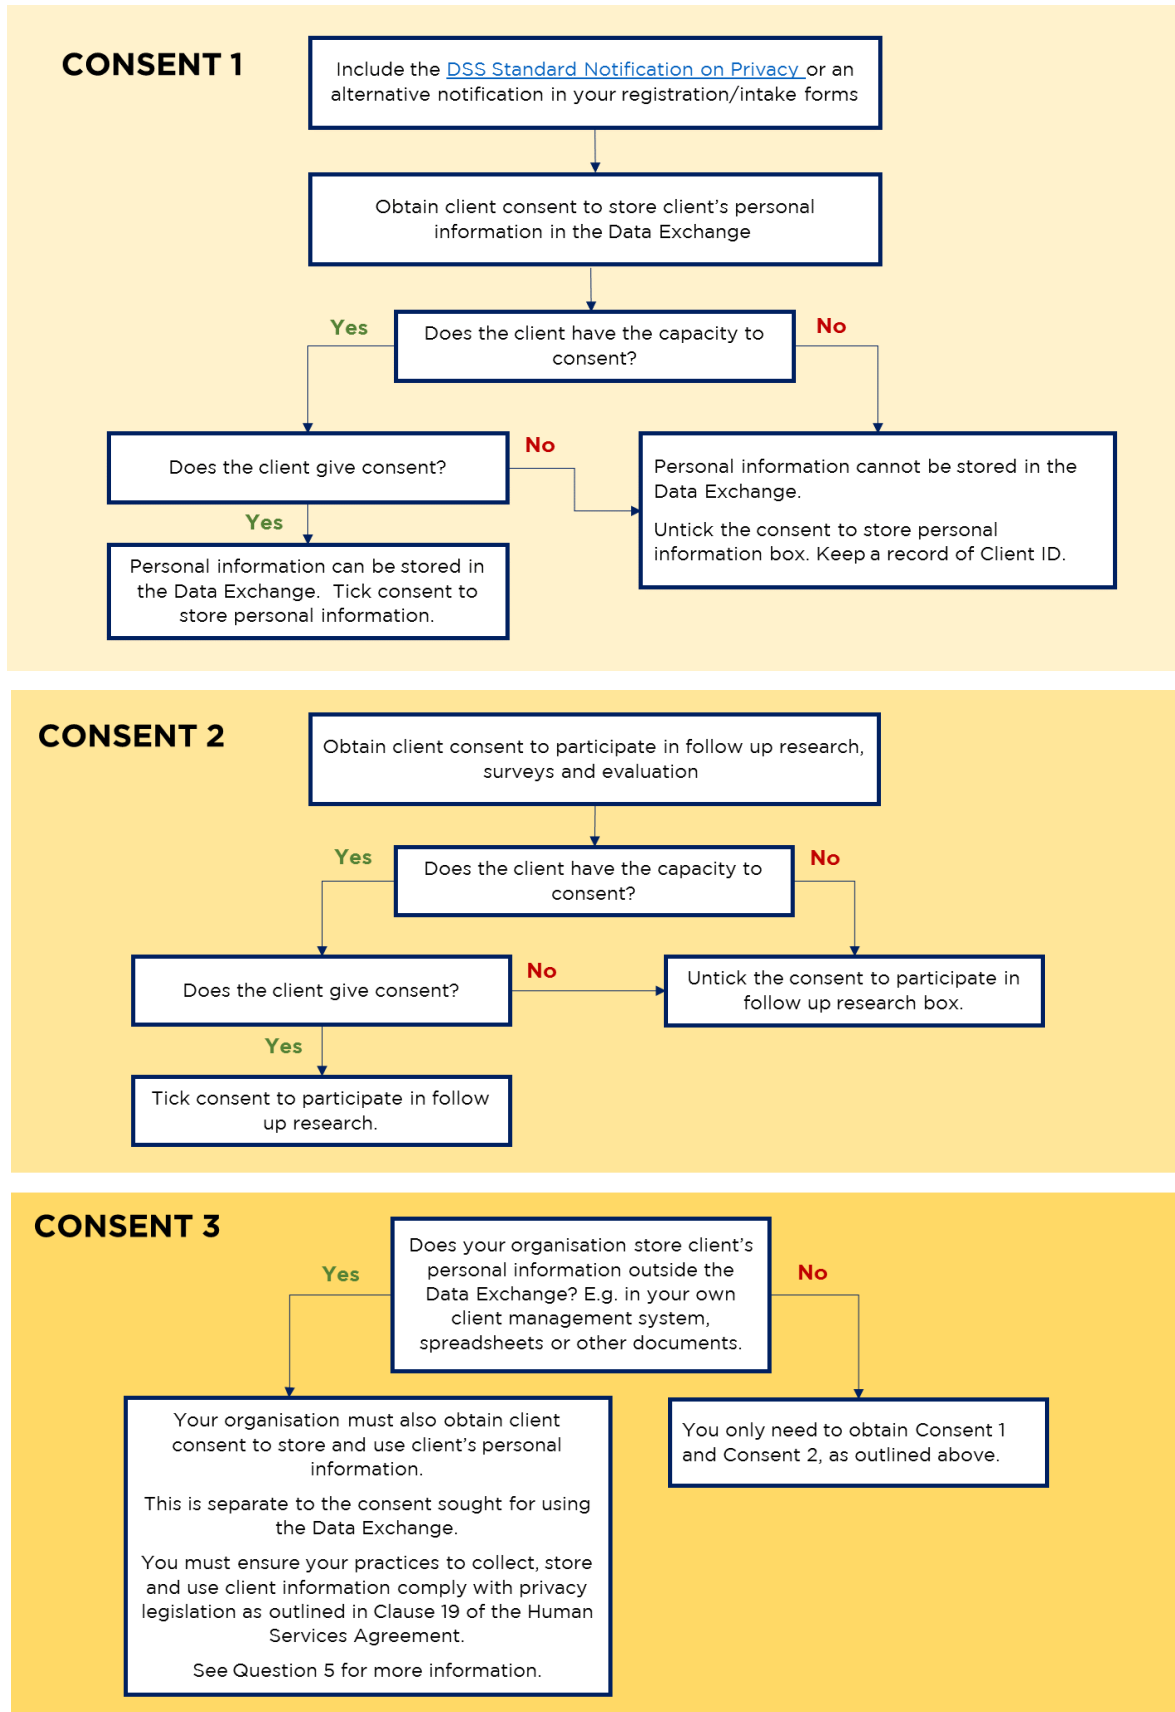 CONSENT 1
Include the DSS Standard Notification on Privacy or an
alternative notification in your registration/intake forms
Obtain client consent to store client's personal
information in the Data Exchange
Yes
Does the client have the capacity to
consent?
No
Does the client give consent?
No
Personal information cannot be stored in the
Data Exchange.
Untick the consent to store personal
information box. Keep a record of Client ID.
Yes
Personal information can be stored in
the Data Exchange.  Tick consent to
store personal information.
CONSENT 2
Obtain client consent to participate in follow up research,
surveys and evaluation
Yes
Does the client have the capacity to
consent?
No
Does the client give consent?
No
Untick the consent to participate in
follow up research box.
Yes
Tick consent to participate in follow
up research.
CONSENT 3
Does your organisation store client's
personal information outside the
Data Exchange? E.g. in your own
client management system,
spreadsheets or other documents.
Yes
No
Your organisation must also obtain client
consent to store and use client's personal
information.
This is separate to the consent sought for using
the Data Exchange.
You must ensure your practices to collect, store
and use client information comply with privacy
legislation as outlined in Clause 19 of the Human
Services Agreement.
See Question 5 for more information.
You only need to obtain Consent 1
and Consent 2, as outlined above.